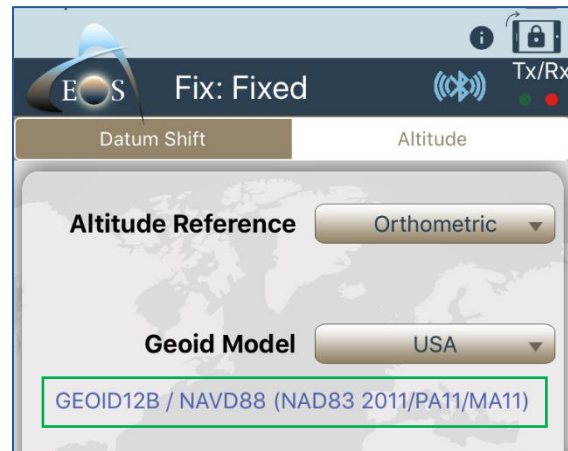 EOS
Fix: Fixed
Tx/Rx
Datum Shift
Altitude
Altitude Reference
Orthometric
Geoid Model
USA
GEOID12B / NAVD88 (NAD83 2011/PA11/MA11)